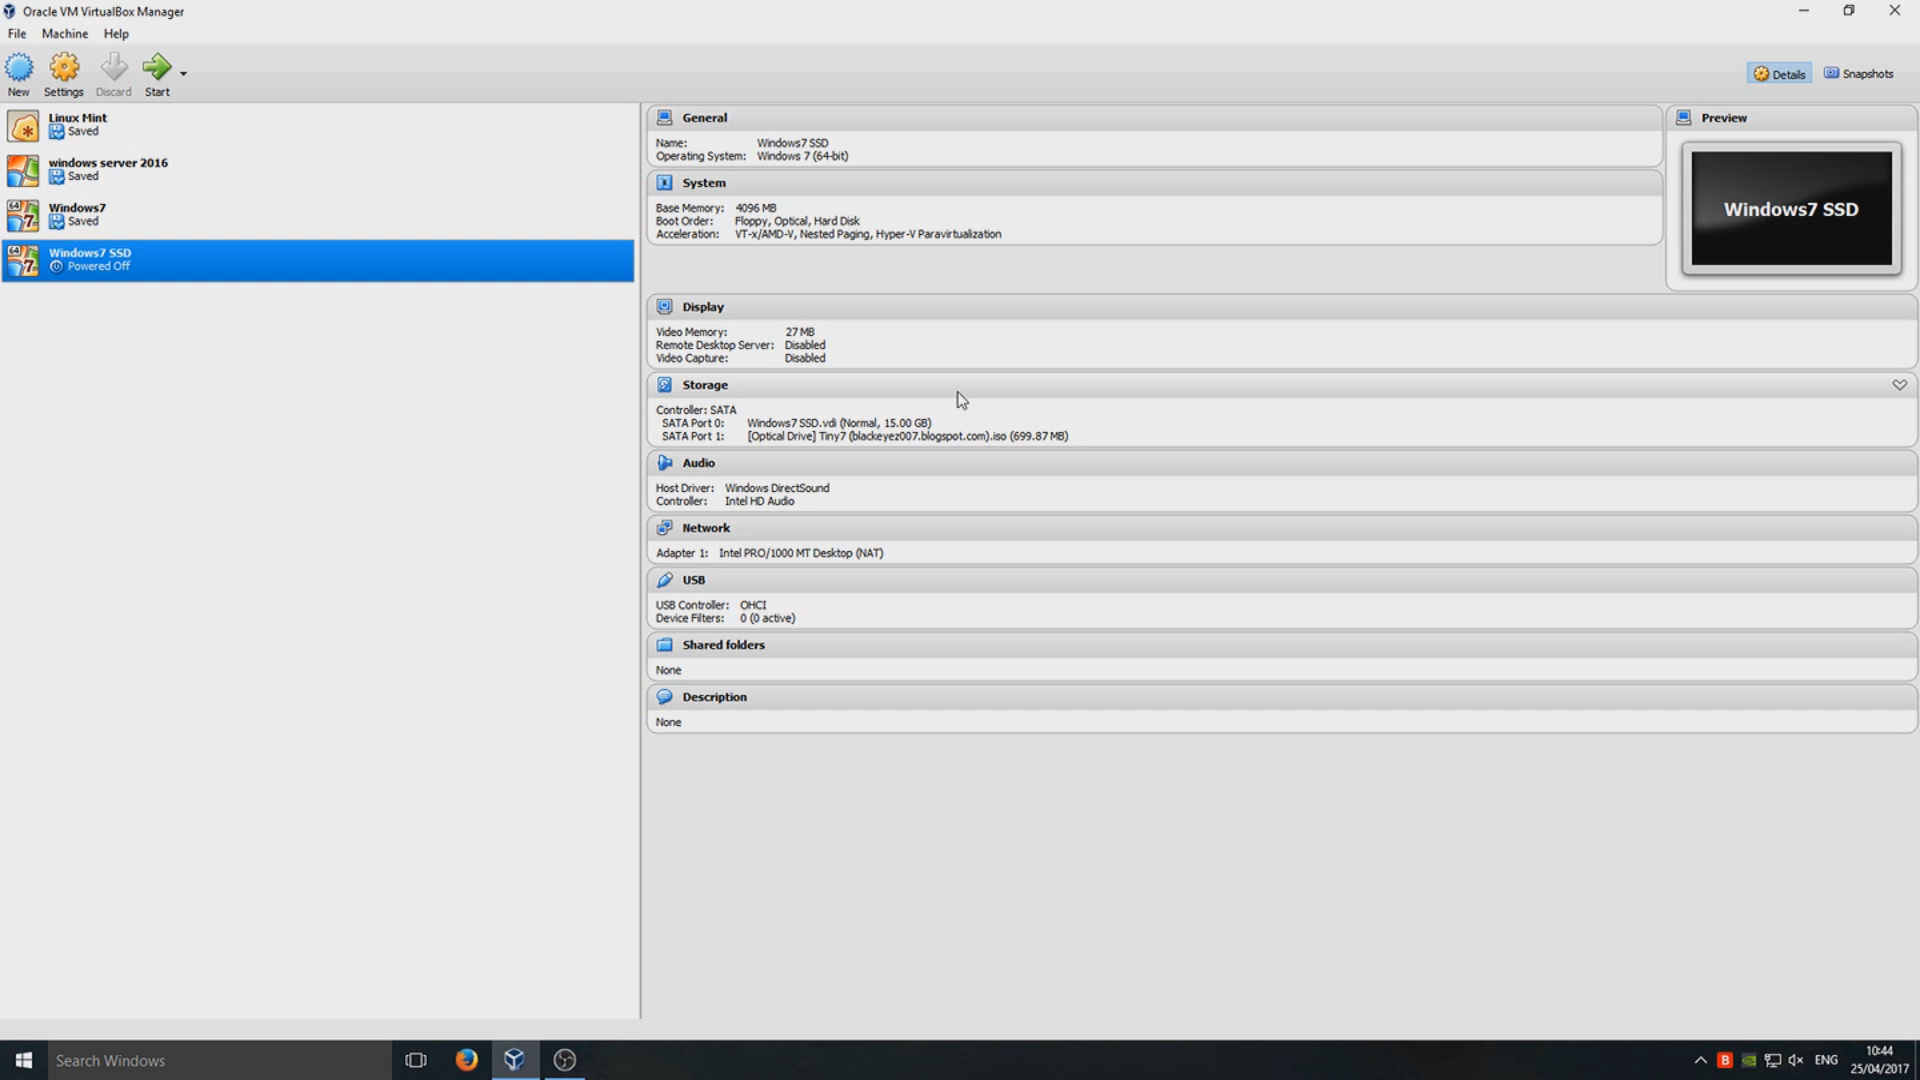 Oracle VM VirtualBox Manager
File Machine Help
New Settings Discard Start
Details Snapshots
Linux Mint
Saved
windows server 2016
Saved
64
7
Windows7
Saved
64
7
Windows7 SSD
Powered Off
General
Name: Windows7 SSD
Operating System: Windows 7 (64-bit)
System
Base Memory: 4096 MB
Boot Order: Floppy, Optical, Hard Disk
Acceleration: VT-x/AMD-V, Nested Paging, Hyper-V Paravirtualization
Preview
Windows7 SSD
Display
Video Memory: 27 MB
Remote Desktop Server: Disabled
Video Capture: Disabled
Storage
Controller: SATA
SATA Port 0: Windows7 SSD.vdi (Normal, 15.00 GB)
SATA Port 1: [Optical Drive] Tiny7 (blackeyez007.blogspot.com).iso (699.87 MB)
Audio
Host Driver: Windows DirectSound
Controller: Intel HD Audio
Network
Adapter 1: Intel PRO/1000 MT Desktop (NAT)
USB
USB Controller: OHCI
Device Filters: 0 (0 active)
Shared folders
None
Description
None
Search Windows
B
ENG
10:44
25/04/2017